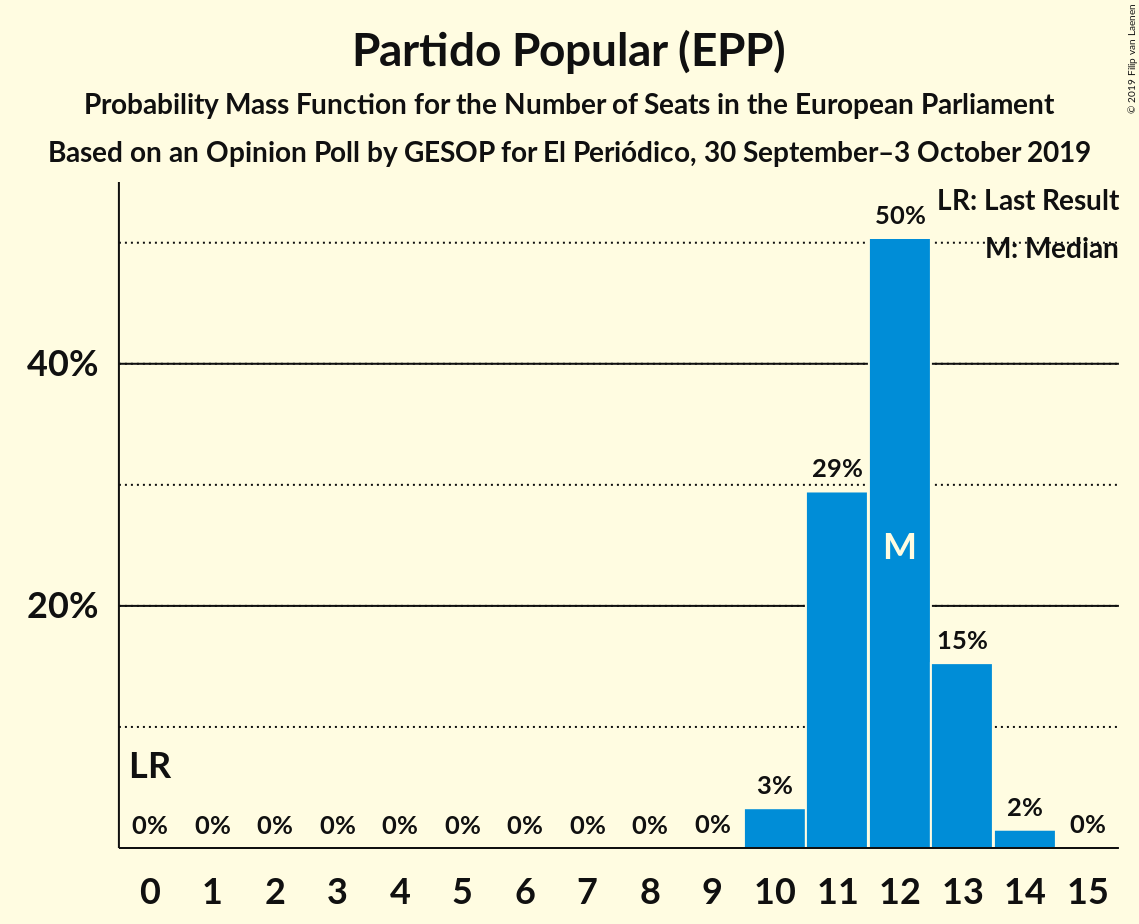 Partido Popular (EPP)
Probability Mass Function for the Number of Seats in the European Parliament
Based on an Opinion Poll by GESOP for El Periódico, 30 September–3 October 2019
© 2019 Filip van Laenen
LR: Last Result
M: Median
50%
40%
29%
M
20%
15%
LR
3%
2%
0% 0% 0% 0% 0% 0% 0% 0% 0% 0% 0%
0 1 2 3 4 5 6 7 8 9 10 11 12 13 14 15